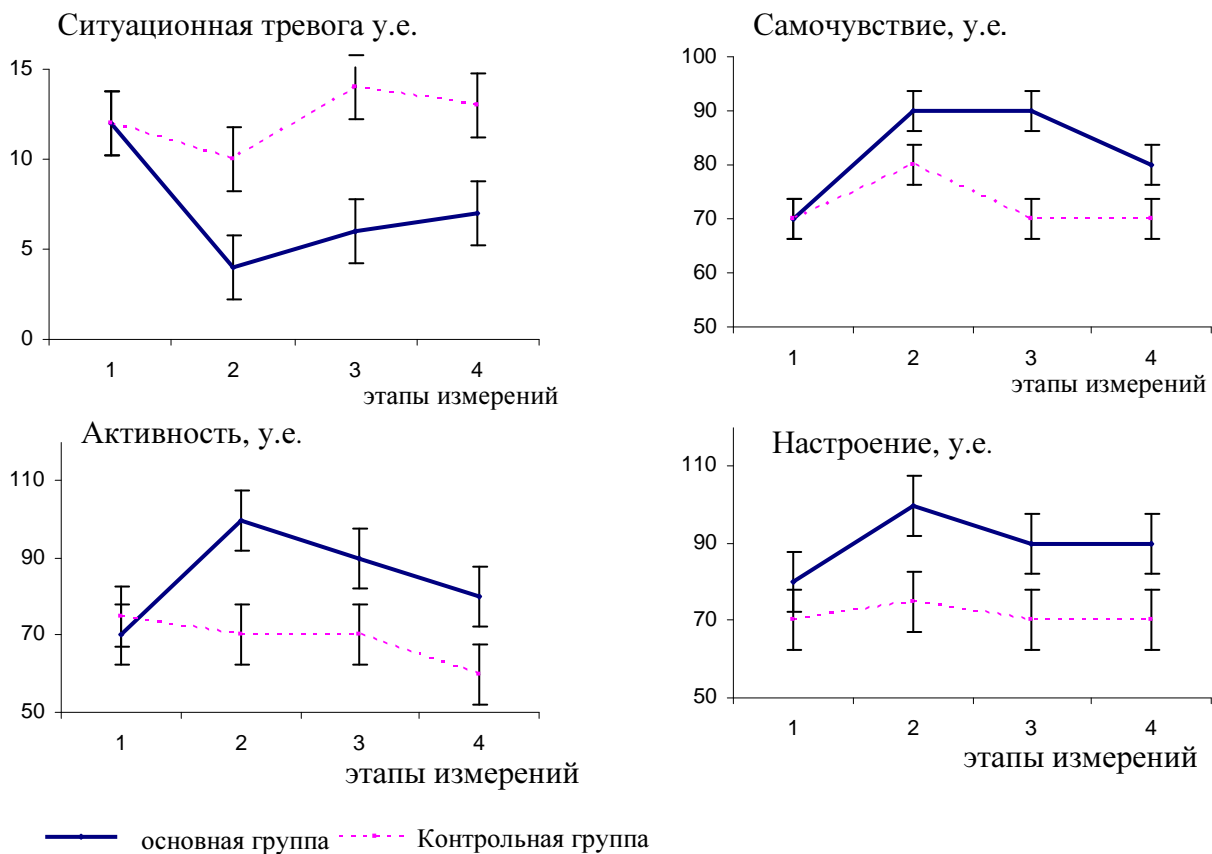 Ситуационная тревога у.е.
15
10
5
0
1 2 3 4
этапы измерений
Самочувствие, у.е.
100
90
80
70
60
50
1 2 3 4
этапы измерений
Активность, у.е.
110
90
70
50
1 2 3 4
этапы измерений
Настроение, у.е.
110
90
70
50
1 2 3 4
этапы измерений
основная группа Контрольная группа